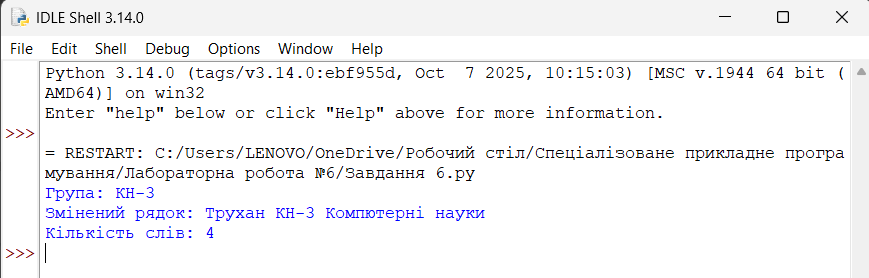 IDLE Shell 3.14.0
File Edit Shell Debug Options Window Help
Python 3.14.0 (tags/v3.14.0:ebf955d, Oct  7 2025, 10:15:03) [MSC v.1944 64 bit (
AMD64)] on win32
Enter "help" below or click "Help" above for more information.
>>>
= RESTART: C:/Users/LENOVO/OneDrive/Робочий стіл/Спеціалізоване прикладне програ
мування/Лабораторна робота №6/Завдання 6.py
Група: КН-3
Змінений рядок: Трухан КН-3 Компютерні науки
Кількість слів: 4
>>>